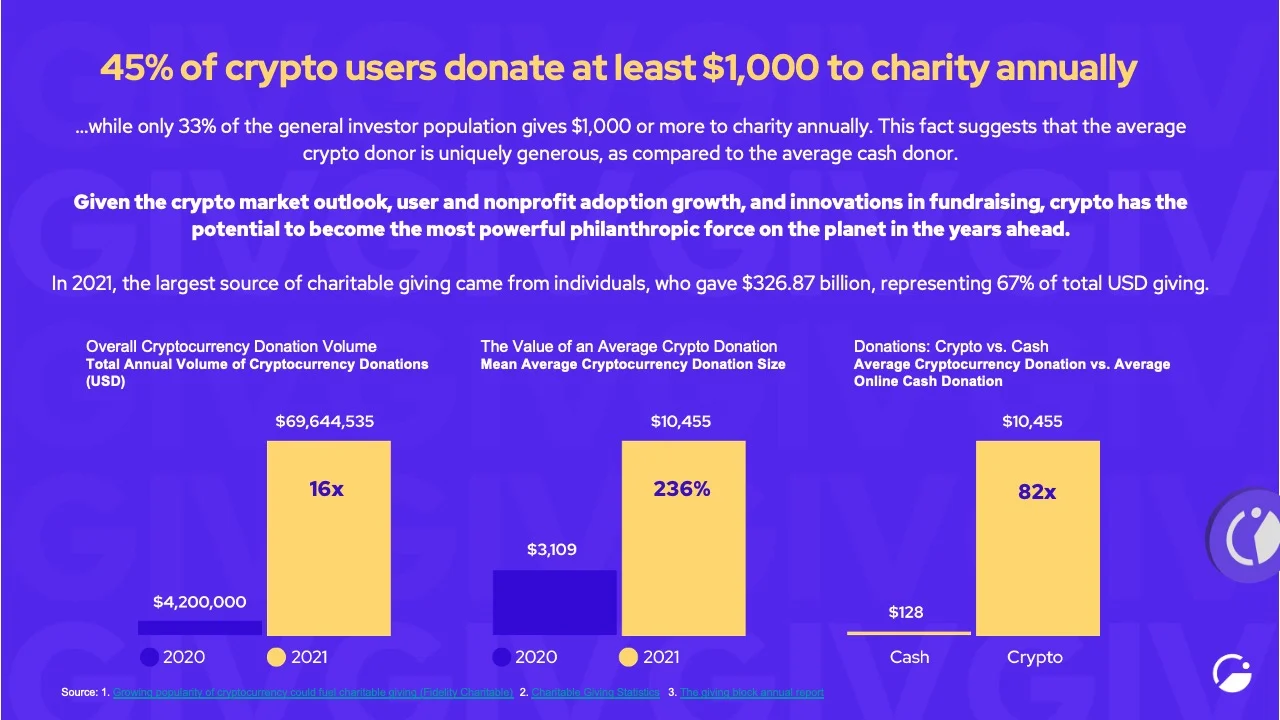 45% of crypto users donate at least $1,000 to charity annually
...while only 33% of the general investor population gives $1,000 or more to charity annually. This fact suggests that the average
crypto donor is uniquely generous, as compared to the average cash donor.
Given the crypto market outlook, user and nonprofit adoption growth, and innovations in fundraising, crypto has the
potential to become the most powerful philanthropic force on the planet in the years ahead.
In 2021, the largest source of charitable giving came from individuals, who gave $326.87 billion, representing 67% of total USD giving.
Overall Cryptocurrency Donation Volume
Total Annual Volume of Cryptocurrency Donations
(USD)
$69,644,535
16x
$4,200,000
2020
2021
The Value of an Average Crypto Donation
Mean Average Cryptocurrency Donation Size
$10,455
236%
$3,109
2020
2021
Donations: Crypto vs. Cash
Average Cryptocurrency Donation vs. Average
Online Cash Donation
$10,455
82x
$128
Cash
Crypto
Source: 1. Growing popularity of cryptocurrency could fuel charitable giving (Fidelity Charitable) 2. Charitable Giving Statistics 3. The giving block annual report